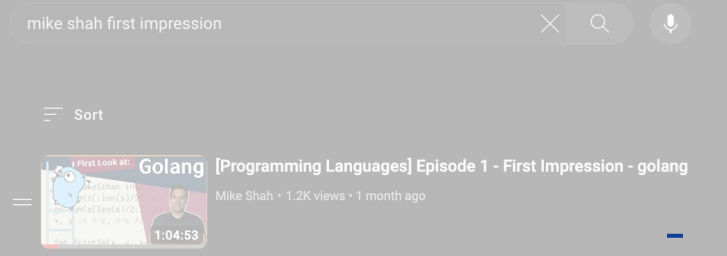 mike shah first impression
Sort
A First Look at:
Golang
1:04:53
[Programming Languages] Episode 1 - First Impression - golang
Mike Shah • 1.2K views • 1 month ago